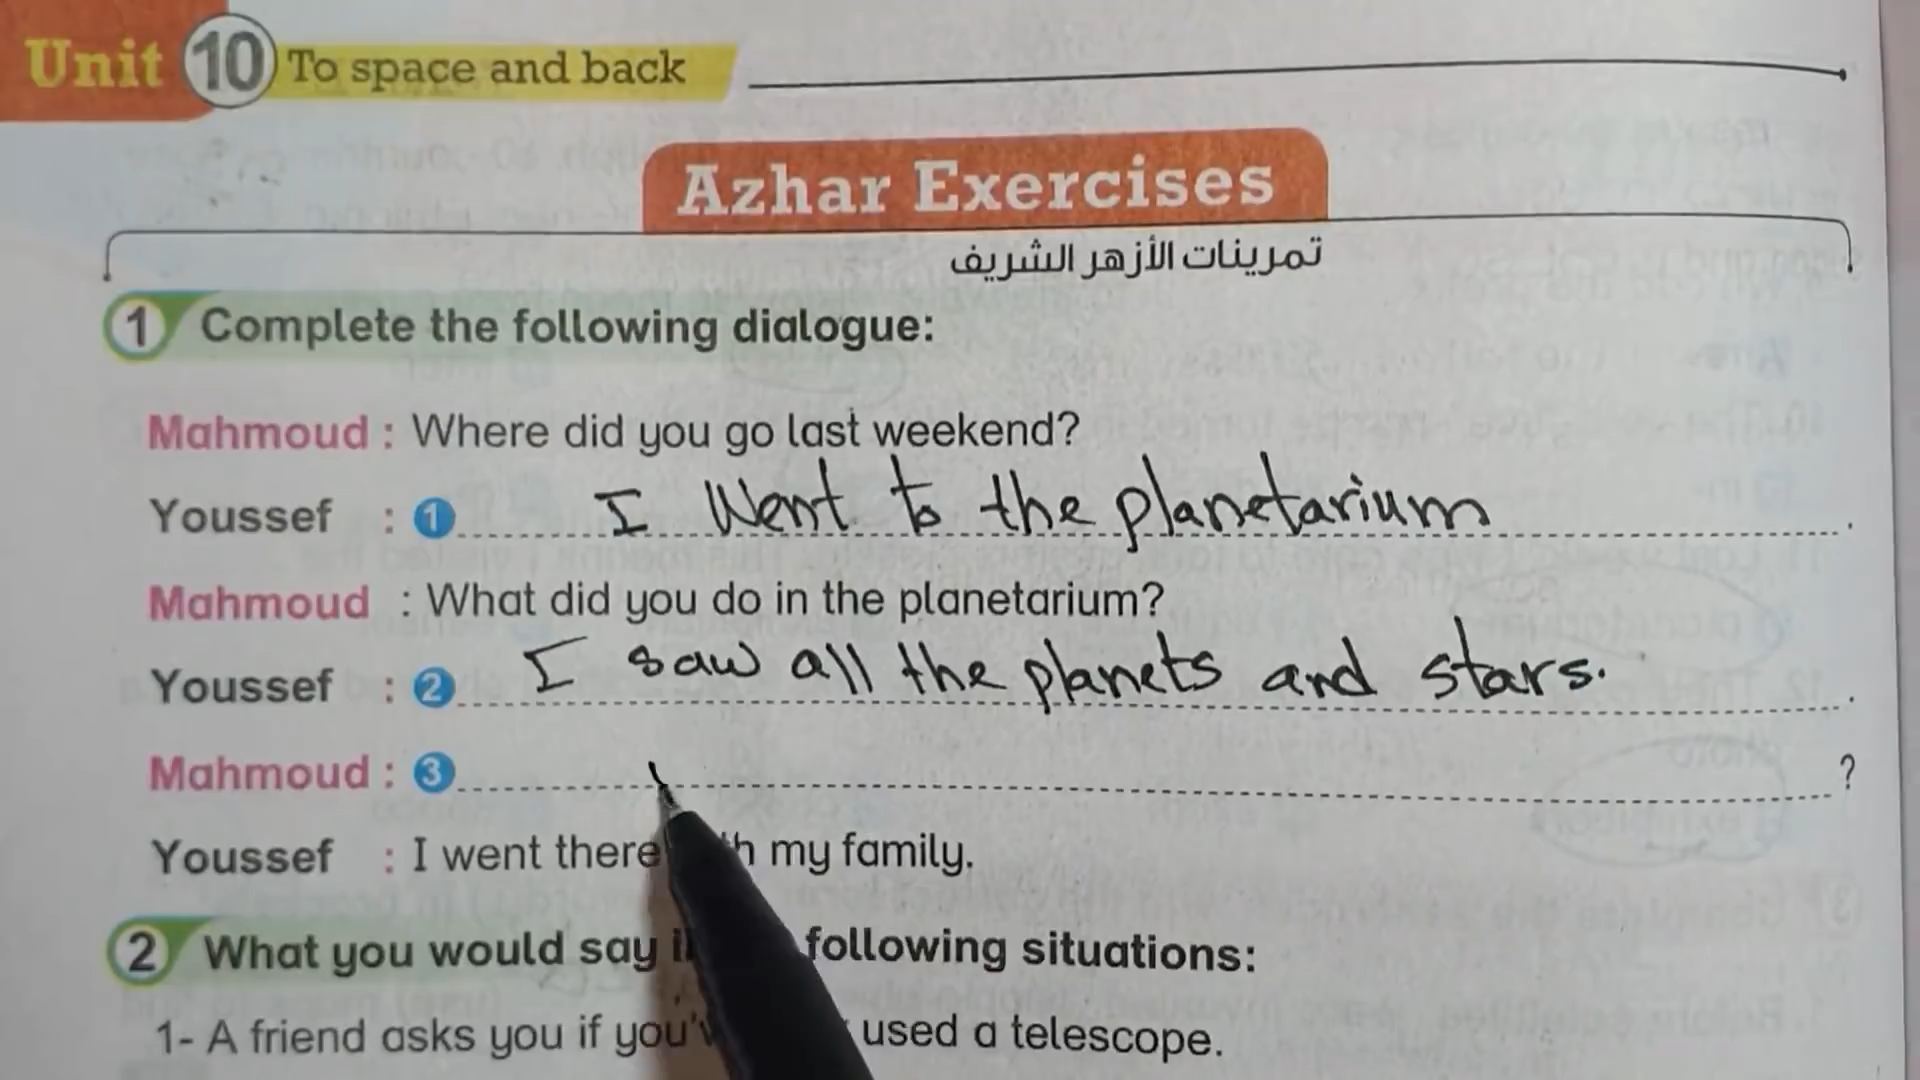 Unit 10 To space and back
Azhar Exercises
تمرينات الأزهر الشريف
1 Complete the following dialogue:
Mahmoud : Where did you go last weekend?
Youssef : 1 I Went to the planetarium .
Mahmoud : What did you do in the planetarium?
Youssef : 2 I saw all the planets and stars. .
Mahmoud : 3 ?
Youssef : I went there my family.
2 What you would say following situations:
1- A friend asks you if used a telescope.